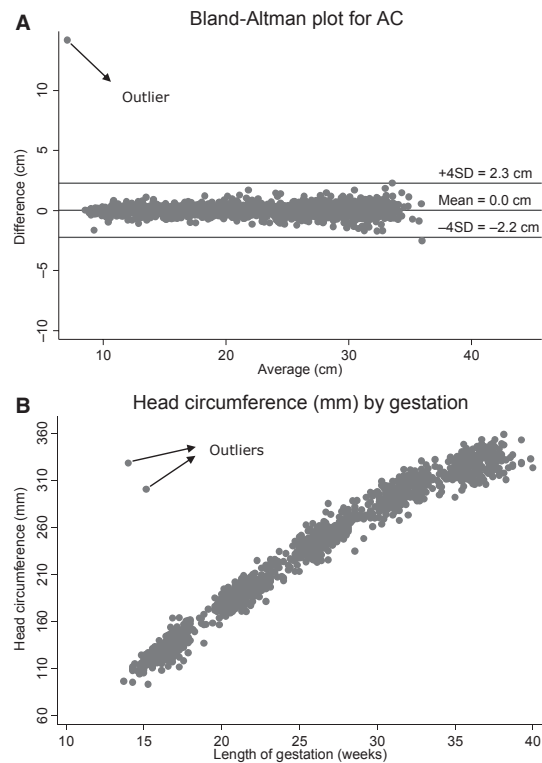 A
Bland-Altman plot for AC
Difference (cm)
10
5
0
−5
−10
Outlier
+4SD = 2.3 cm
Mean = 0.0 cm
−4SD = −2.2 cm
10 20 30 40
Average (cm)
B
Head circumference (mm) by gestation
Head circumference (mm)
360
310
260
210
160
110
60
Outliers
10 15 20 25 30 35 40
Length of gestation (weeks)